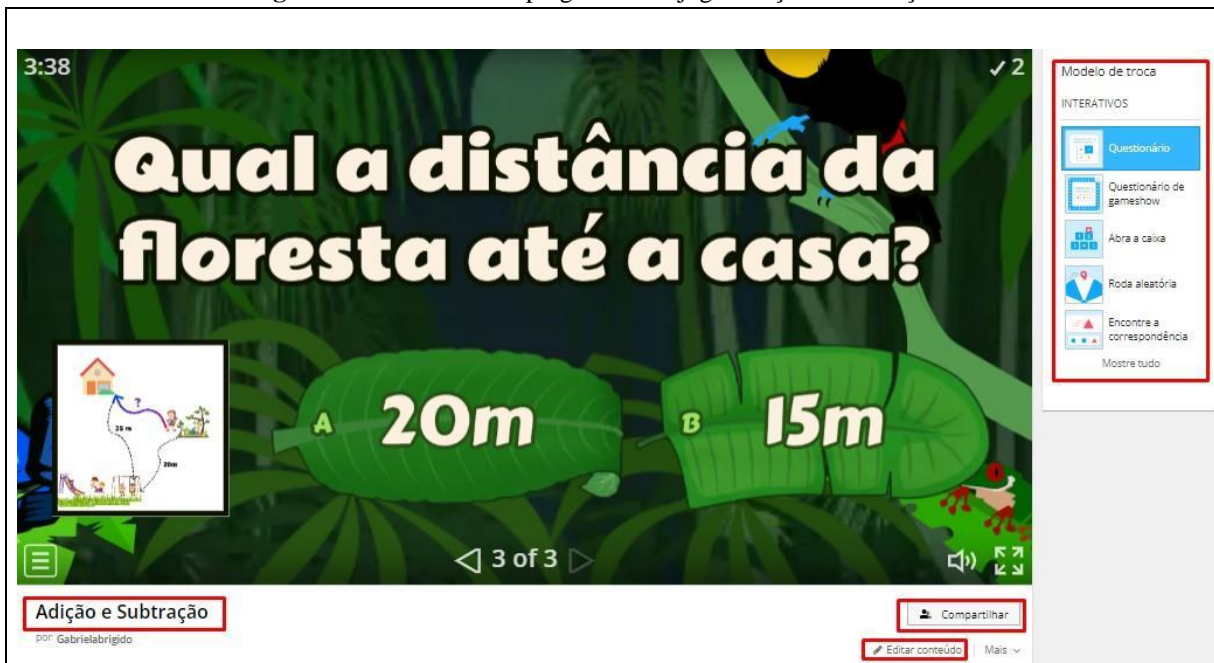 3:38
✓2
Qual a distância da
floresta até a casa?
?
20m
A 20m
B 15m
3 of 3
Adição e Subtração
por Gabrielabrigido
Compartilhar
Editar conteúdo
Mais
Modelo de troca
INTERATIVOS
Questionário
Questionário de
gameshow
Abra a caixa
Roda aleatória
Encontre a
correspondência
Mostre tudo